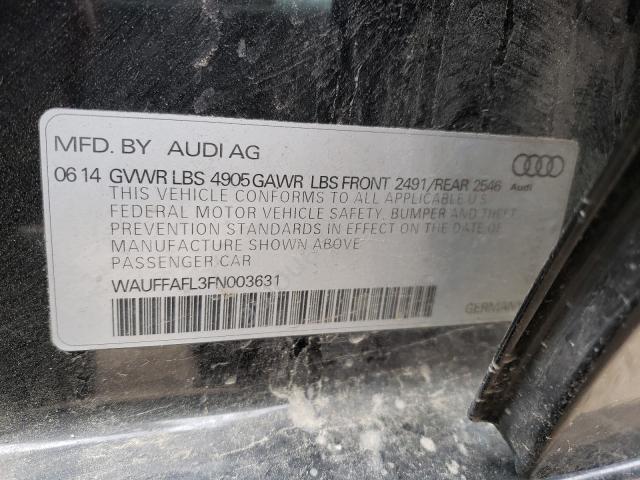 MFD. BY AUDI AG
06 14 GVWR LBS 4905 GAWR LBS FRONT 2491/REAR 2546
Audi
THIS VEHICLE CONFORMS TO ALL APPLICABLE U.S
FEDERAL MOTOR VEHICLE SAFETY, BUMPER AND THEFT
PREVENTION STANDARDS IN EFFECT ON THE DATE OF
MANUFACTURE SHOWN ABOVE
PASSENGER CAR
WAUFFAFL3FN003631
GERMAN